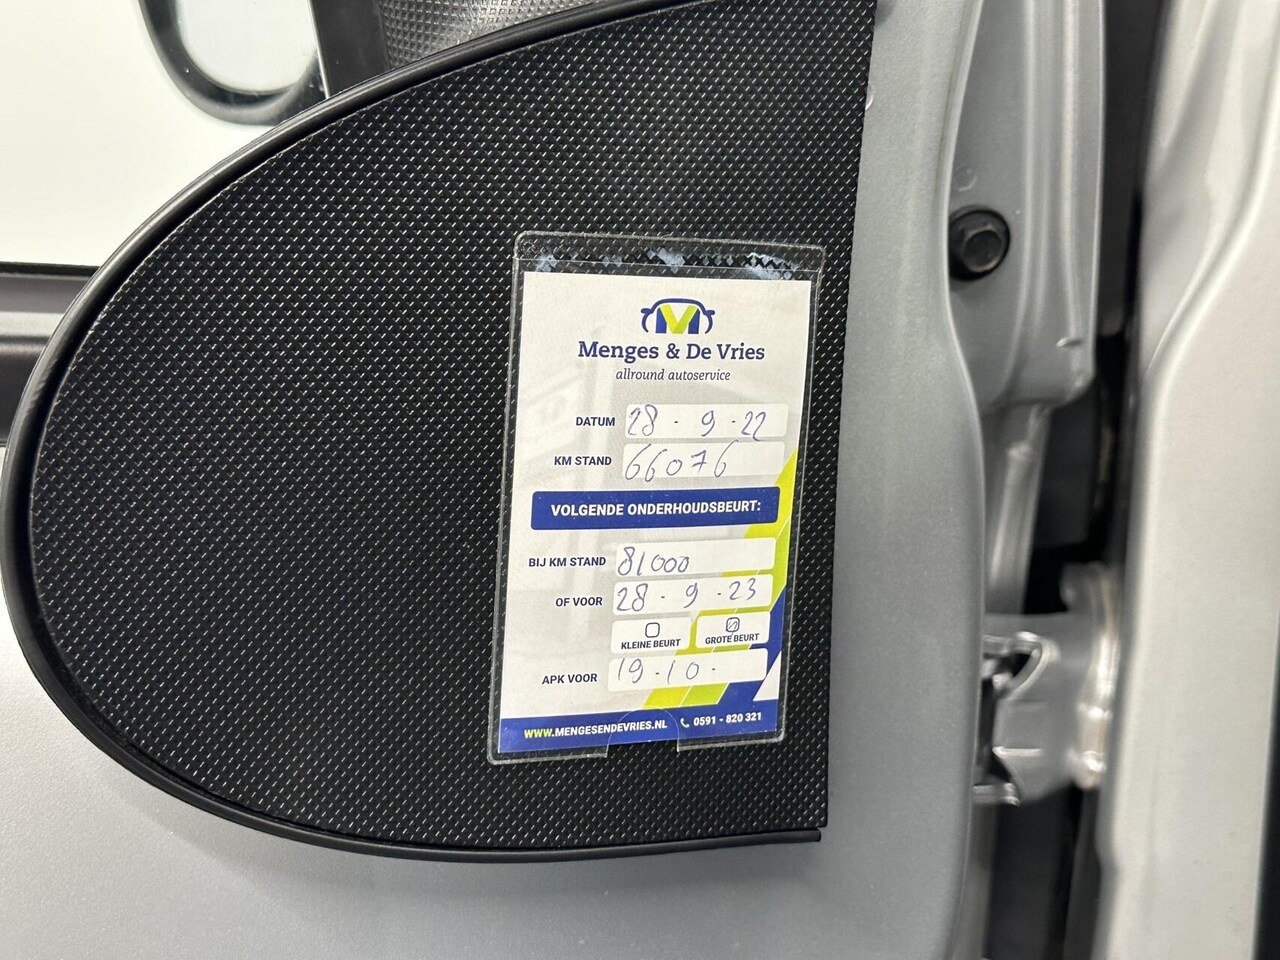 Menges & De Vries
allround autoservice
DATUM 28 - 9 - 22
KM STAND 66076
VOLGENDE ONDERHOUDSBEURT:
BIJ KM STAND 81000
OF VOOR 28 - 9 - 23
KLEINE BEURT GROTE BEURT
APK VOOR 19 - 10 -
WWW.MENGESENDEVRIES.NL 0591 - 820 321